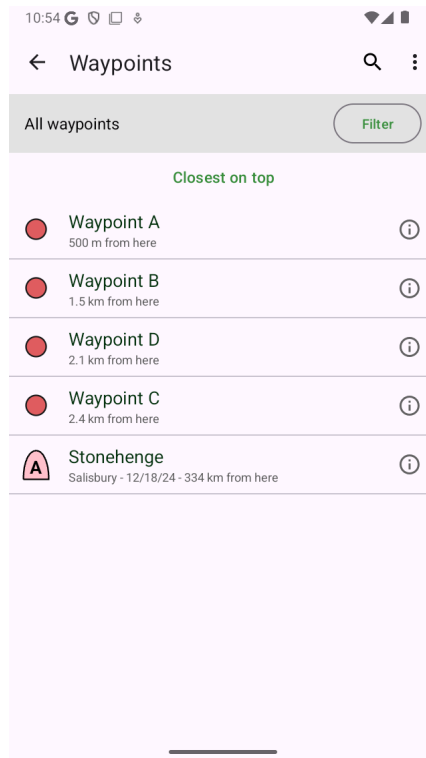 10:54
Waypoints
All waypoints
Filter
Closest on top
Waypoint A
500 m from here
Waypoint B
1.5 km from here
Waypoint D
2.1 km from here
Waypoint C
2.4 km from here
A
Stonehenge
Salisbury - 12/18/24 - 334 km from here